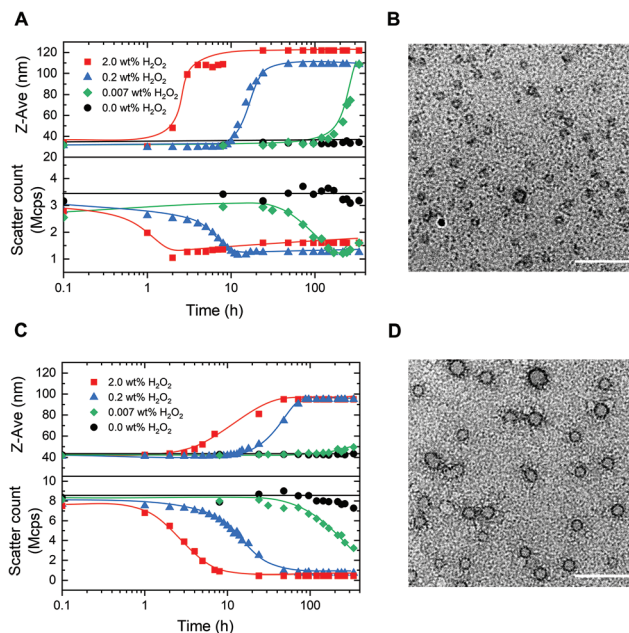 A
B
Z-Ave (nm)
120
100
80
60
40
20
2.0 wt% H₂O₂
0.2 wt% H₂O₂
0.007 wt% H₂O₂
0.0 wt% H₂O₂
Scatter count
(Mcps)
4
3
2
1
0.1 1 10 100
Time (h)
C
D
Z-Ave (nm)
120
100
80
60
40
20
2.0 wt% H₂O₂
0.2 wt% H₂O₂
0.007 wt% H₂O₂
0.0 wt% H₂O₂
Scatter count
(Mcps)
10
8
6
4
2
0
0.1 1 10 100
Time (h)